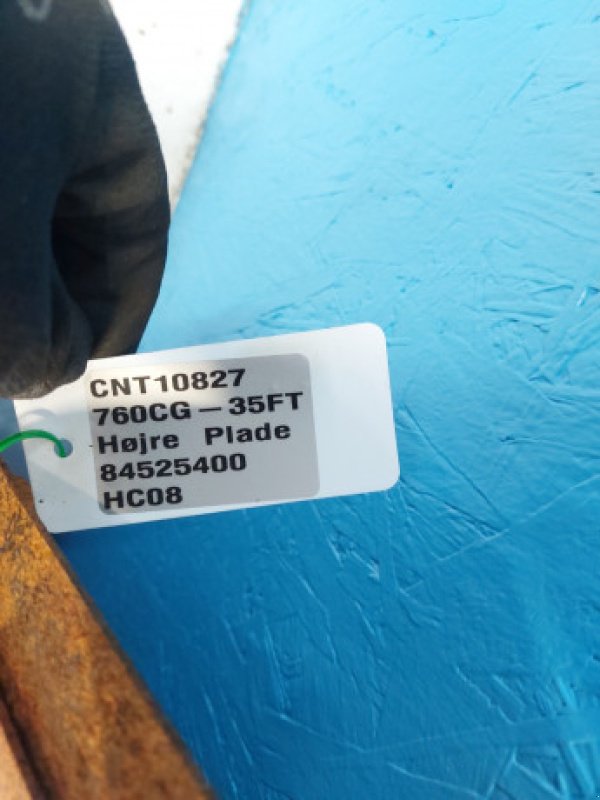 CNT10827
760CG – 35FT
Højre Plade
84525400
HC08